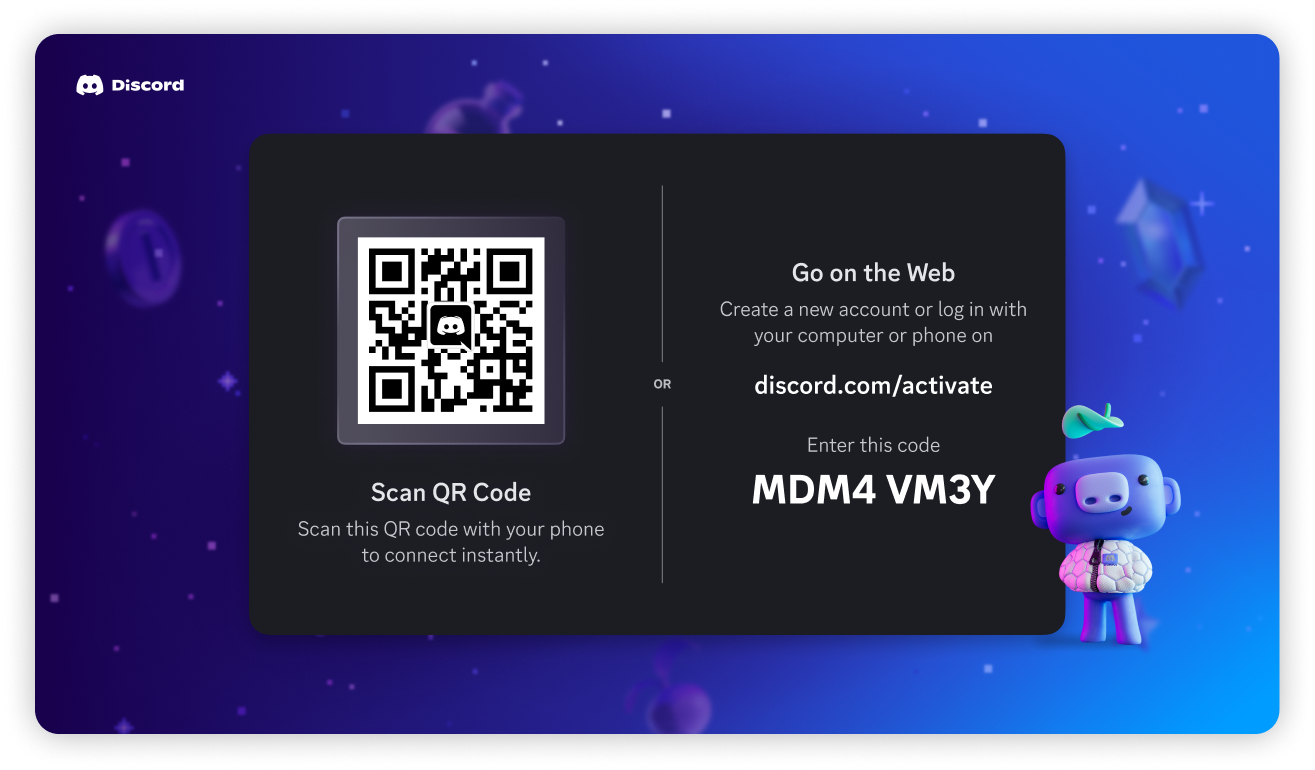 Discord
Scan QR Code
Scan this QR code with your phone
to connect instantly.
OR
Go on the Web
Create a new account or log in with
your computer or phone on
discord.com/activate
Enter this code
MDM4 VM3Y